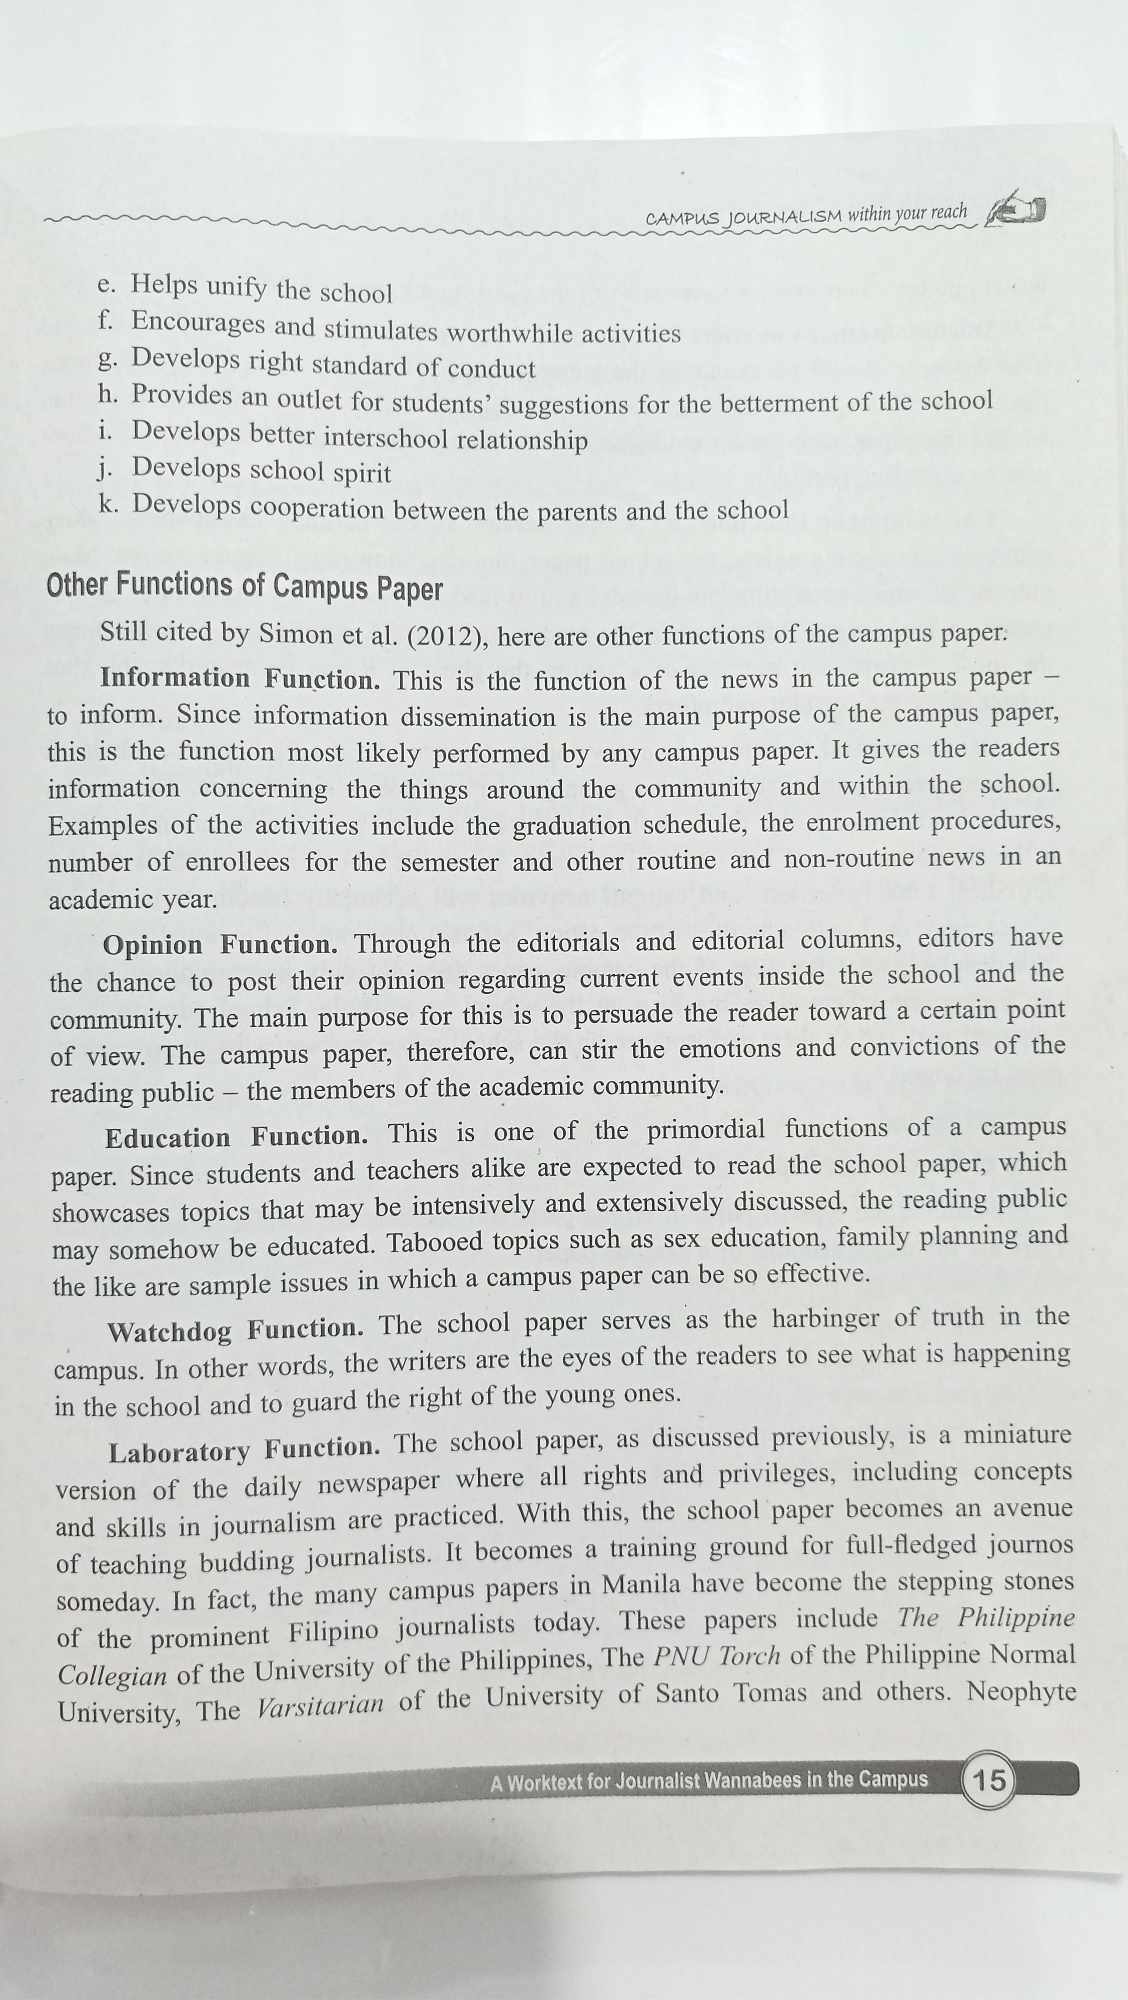 CAMPUS JOURNALISM within your reach
e. Helps unify the school
f. Encourages and stimulates worthwhile activities
g. Develops right standard of conduct
h. Provides an outlet for students' suggestions for the betterment of the school
i. Develops better interschool relationship
j. Develops school spirit
k. Develops cooperation between the parents and the school
Other Functions of Campus Paper
Still cited by Simon et al. (2012), here are other functions of the campus paper.
Information Function. This is the function of the news in the campus paper –
to inform. Since information dissemination is the main purpose of the campus paper,
this is the function most likely performed by any campus paper. It gives the readers
information concerning the things around the community and within the school.
Examples of the activities include the graduation schedule, the enrolment procedures,
number of enrollees for the semester and other routine and non-routine news in an
academic year.
Opinion Function. Through the editorials and editorial columns, editors have
the chance to post their opinion regarding current events inside the school and the
community. The main purpose for this is to persuade the reader toward a certain point
of view. The campus paper, therefore, can stir the emotions and convictions of the
reading public – the members of the academic community.
Education Function. This is one of the primordial functions of a campus
paper. Since students and teachers alike are expected to read the school paper, which
showcases topics that may be intensively and extensively discussed, the reading public
may somehow be educated. Tabooed topics such as sex education, family planning and
the like are sample issues in which a campus paper can be so effective.
Watchdog Function. The school paper serves as the harbinger of truth in the
campus. In other words, the writers are the eyes of the readers to see what is happening
in the school and to guard the right of the young ones.
Laboratory Function. The school paper, as discussed previously, is a miniature
version of the daily newspaper where all rights and privileges, including concepts
and skills in journalism are practiced. With this, the school paper becomes an avenue
of teaching budding journalists. It becomes a training ground for full-fledged journos
someday. In fact, the many campus papers in Manila have become the stepping stones
of the prominent Filipino journalists today. These papers include The Philippine
Collegian of the University of the Philippines, The PNU Torch of the Philippine Normal
University, The Varsitarian of the University of Santo Tomas and others. Neophyte
A Worktext for Journalist Wannabees in the Campus 15